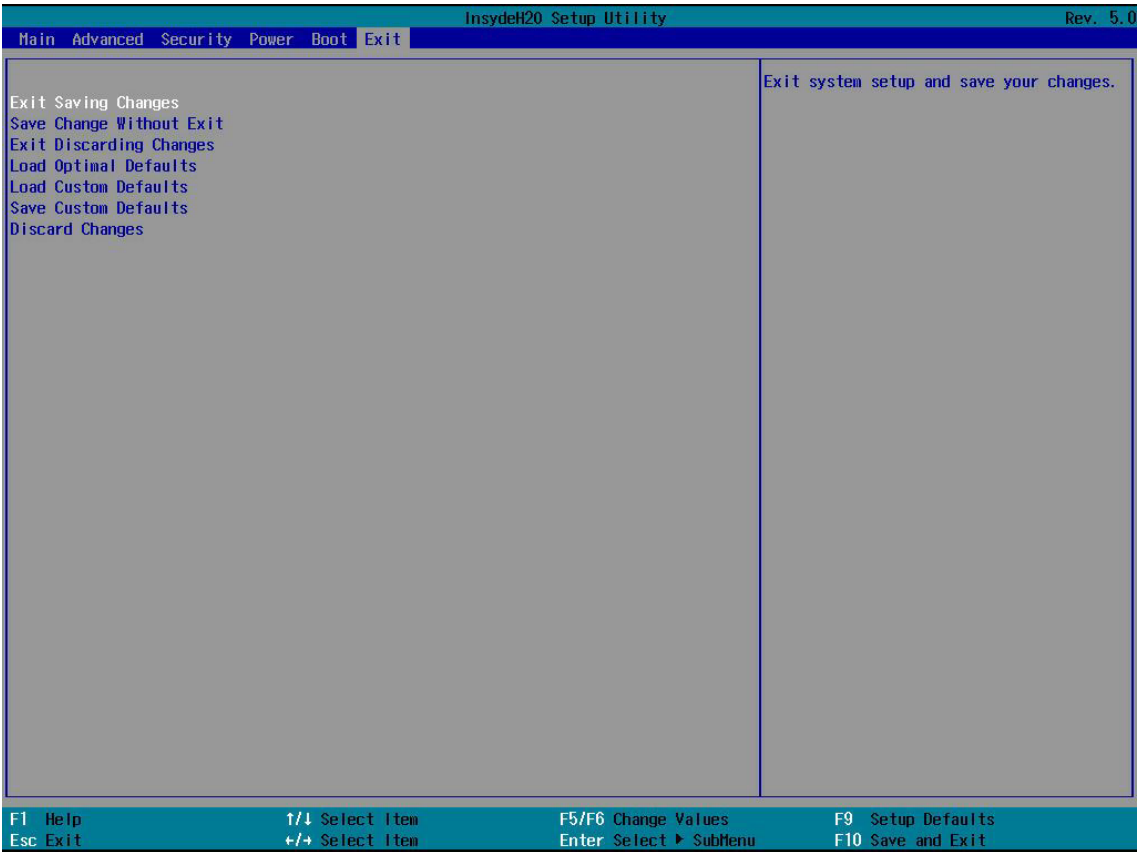 InsydeH20 Setup Utility Rev. 5.0
Main Advanced Security Power Boot Exit
Exit system setup and save your changes.
Exit Saving Changes
Save Change Without Exit
Exit Discarding Changes
Load Optimal Defaults
Load Custom Defaults
Save Custom Defaults
Discard Changes
F1 Help ↑/↓ Select Item F5/F6 Change Values F9 Setup Defaults
Esc Exit ←/→ Select Item Enter Select ▶ SubMenu F10 Save and Exit